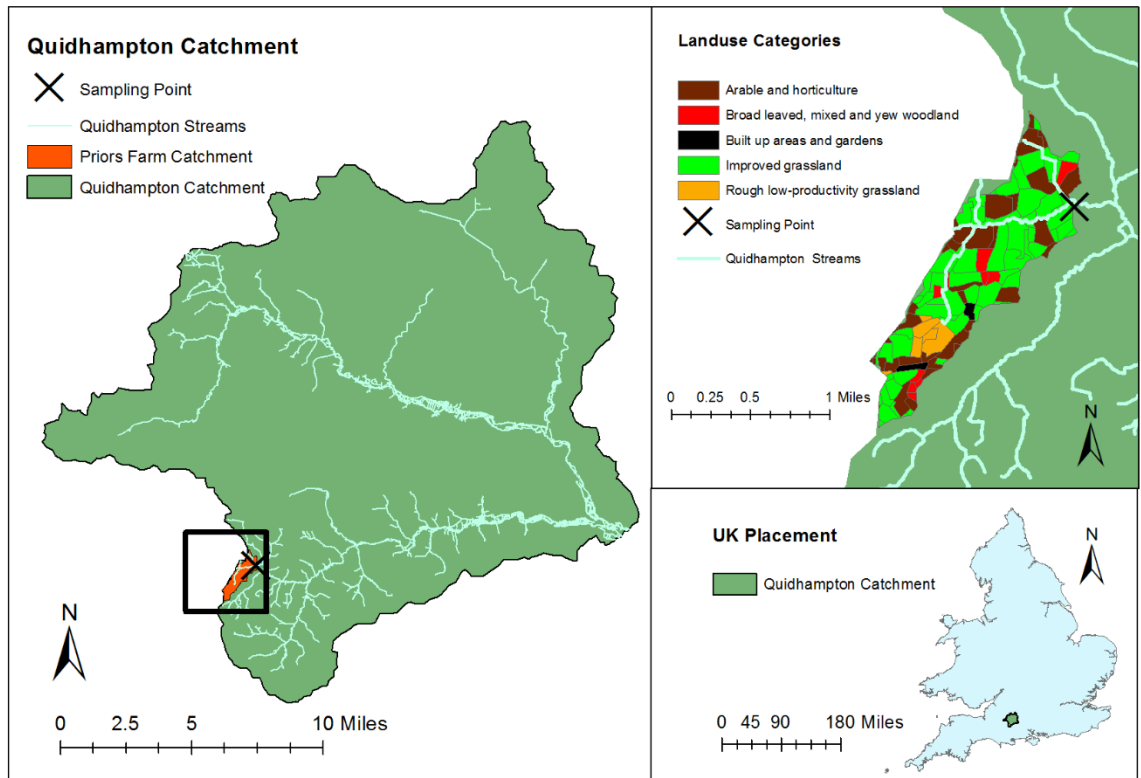 Quidhampton Catchment
Sampling Point
Quidhampton Streams
Priors Farm Catchment
Quidhampton Catchment
N
0 2.5 5 10 Miles
Landuse Categories
Arable and horticulture
Broad leaved, mixed and yew woodland
Built up areas and gardens
Improved grassland
Rough low-productivity grassland
Sampling Point
Quidhampton Streams
0 0.25 0.5 1 Miles
N
UK Placement
Quidhampton Catchment
N
0 45 90 180 Miles